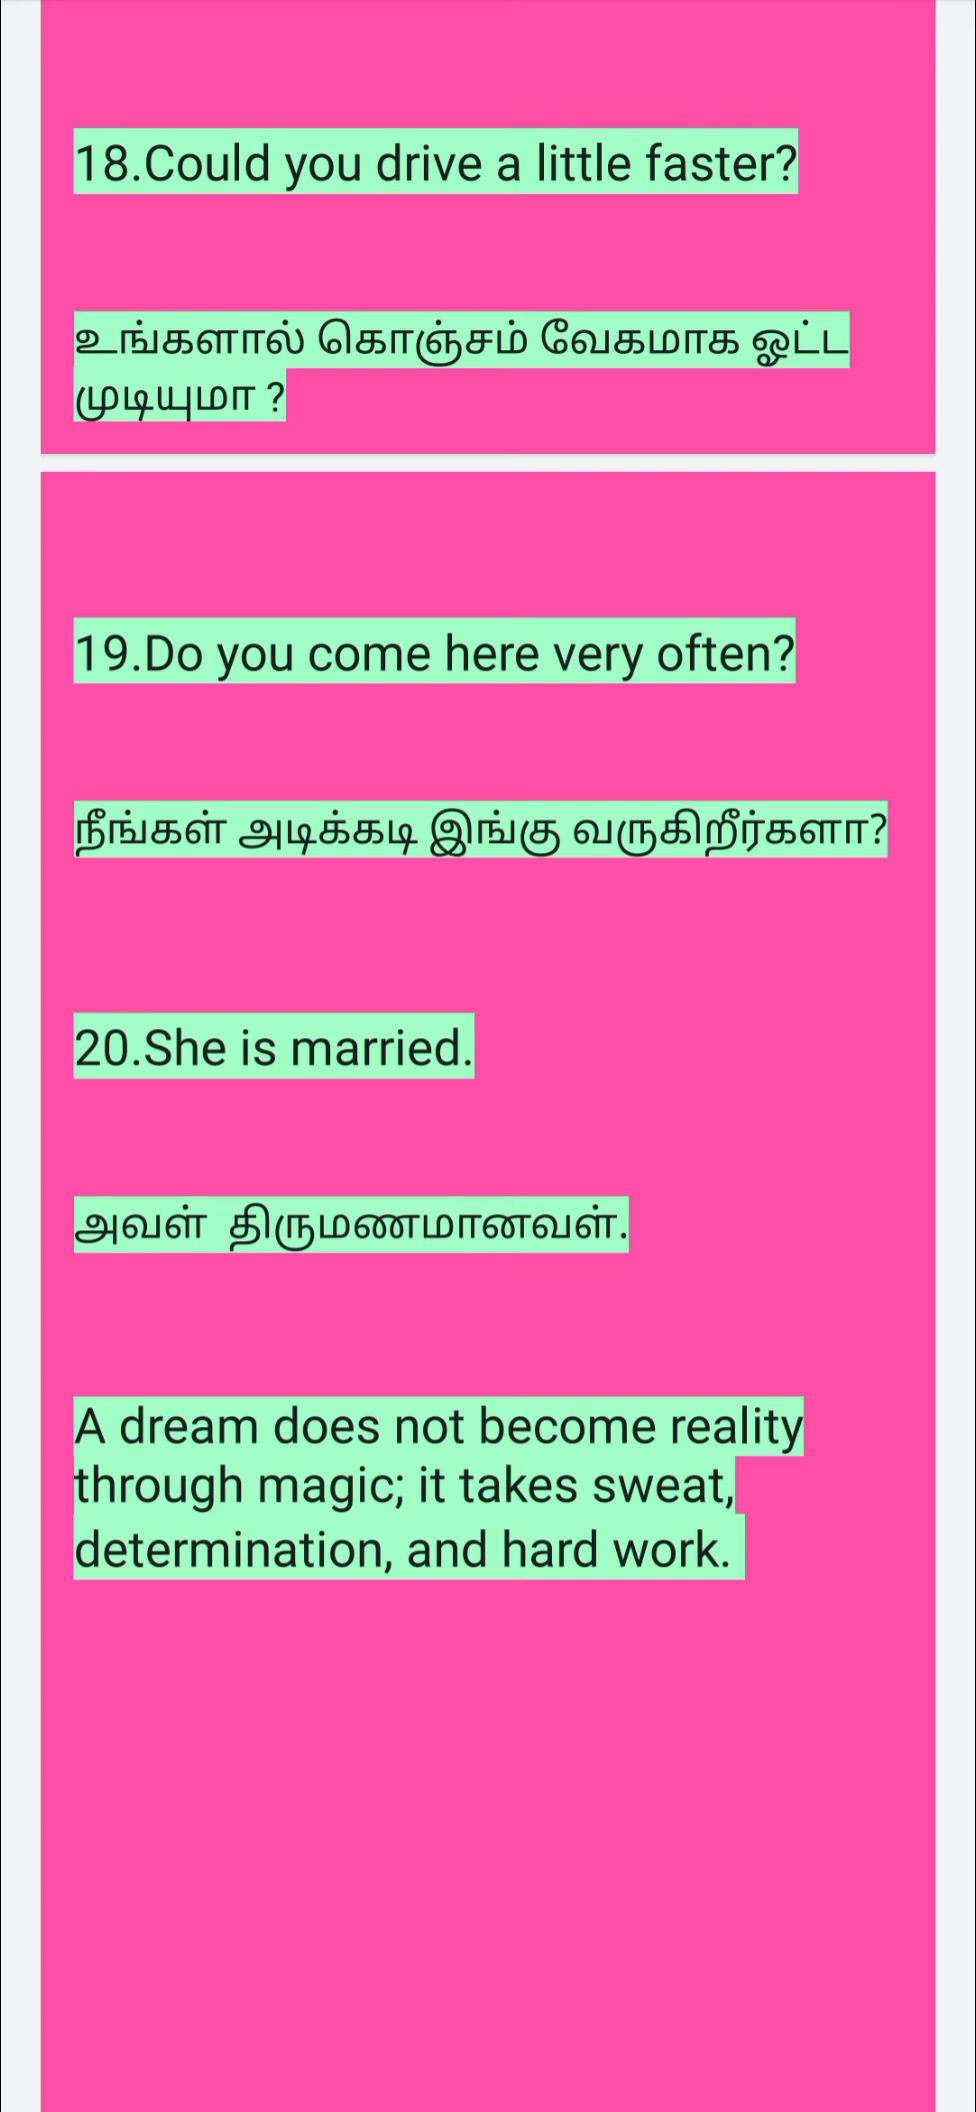 18.Could you drive a little faster?
உங்களால் கொஞ்சம் வேகமாக ஓட்ட
முடியுமா ?
19.Do you come here very often?
நீங்கள் அடிக்கடி இங்கு வருகிறீர்களா?
20.She is married.
அவள்  திருமணமானவள்.
A dream does not become reality
through magic; it takes sweat,
determination, and hard work.